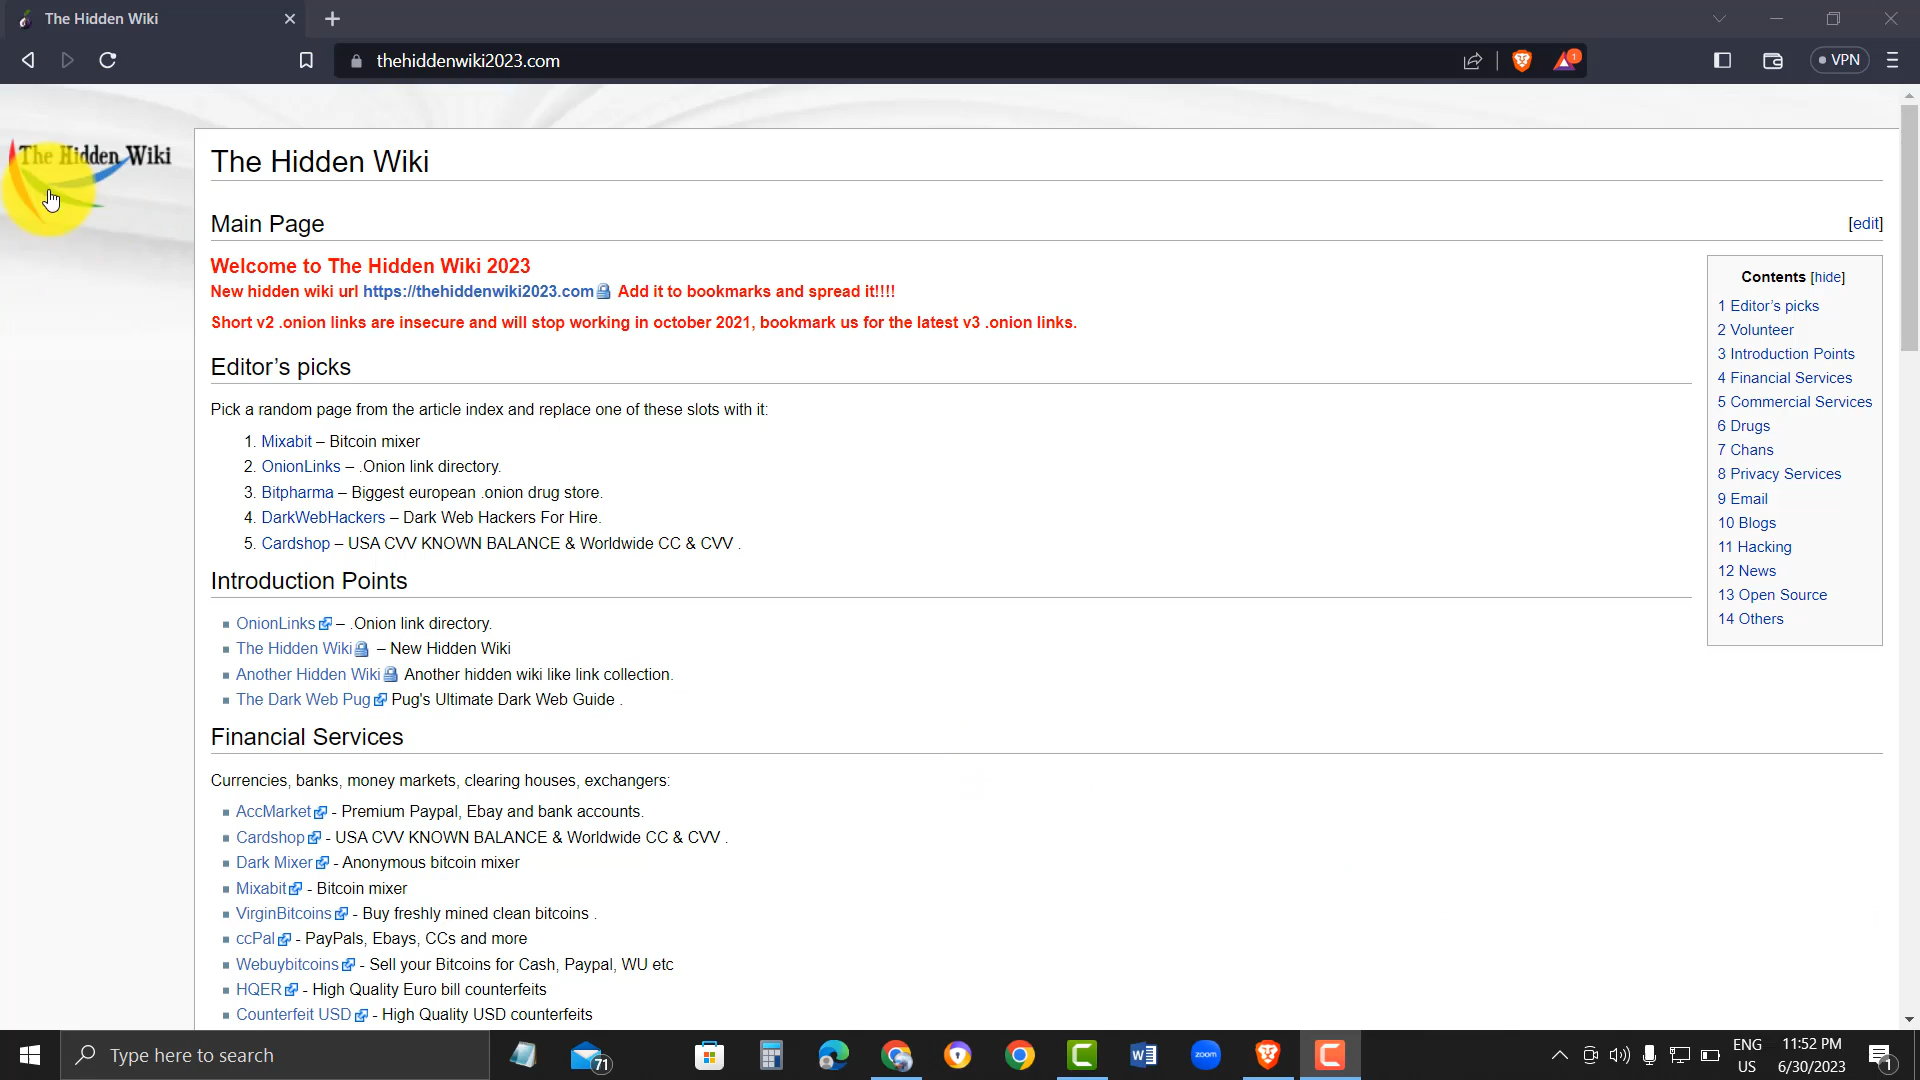 The Hidden Wiki
thehiddenwiki2023.com
1
VPN
The Hidden Wiki
The Hidden Wiki
Main Page
[edit]
Welcome to The Hidden Wiki 2023
New hidden wiki url https://thehiddenwiki2023.com Add it to bookmarks and spread it!!!!
Short v2 .onion links are insecure and will stop working in october 2021, bookmark us for the latest v3 .onion links.
Contents [hide]
1 Editor's picks
2 Volunteer
3 Introduction Points
4 Financial Services
5 Commercial Services
6 Drugs
7 Chans
8 Privacy Services
9 Email
10 Blogs
11 Hacking
12 News
13 Open Source
14 Others
Editor's picks
Pick a random page from the article index and replace one of these slots with it:
1. Mixabit – Bitcoin mixer
2. OnionLinks – .Onion link directory.
3. Bitpharma – Biggest european .onion drug store.
4. DarkWebHackers – Dark Web Hackers For Hire.
5. Cardshop – USA CVV KNOWN BALANCE & Worldwide CC & CVV .
Introduction Points
OnionLinks – .Onion link directory.
The Hidden Wiki – New Hidden Wiki
Another Hidden Wiki Another hidden wiki like link collection.
The Dark Web Pug Pug's Ultimate Dark Web Guide .
Financial Services
Currencies, banks, money markets, clearing houses, exchangers:
AccMarket - Premium Paypal, Ebay and bank accounts.
Cardshop - USA CVV KNOWN BALANCE & Worldwide CC & CVV .
Dark Mixer - Anonymous bitcoin mixer
Mixabit - Bitcoin mixer
VirginBitcoins - Buy freshly mined clean bitcoins .
ccPal - PayPals, Ebays, CCs and more
Webuybitcoins - Sell your Bitcoins for Cash, Paypal, WU etc
HQER - High Quality Euro bill counterfeits
Counterfeit USD - High Quality USD counterfeits
Type here to search
71
zoom
ENG
US
11:52 PM
6/30/2023
1